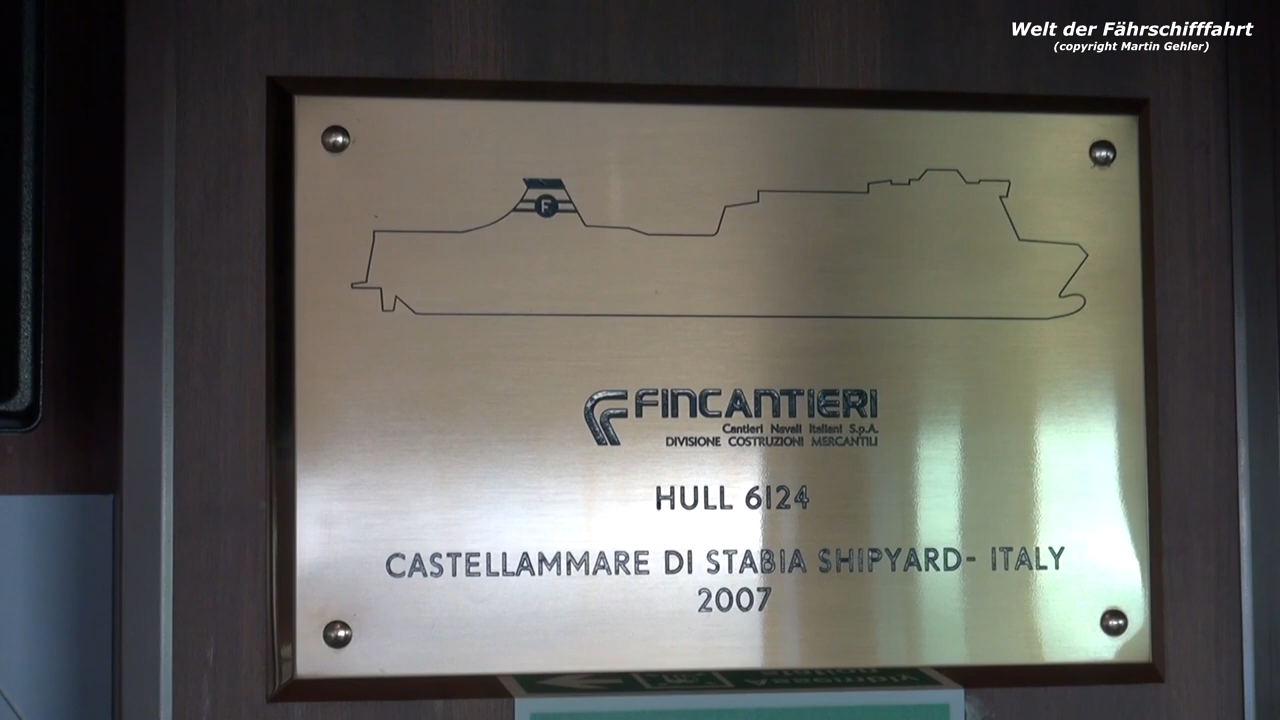 Welt der Fährschifffahrt
(copyright Martin Gehler)
F
FINCANTIERI
Cantieri Navali Italiani S.p.A.
DIVISIONE COSTRUZIONI MERCANTILI
HULL 6124
CASTELLAMMARE DI STABIA SHIPYARD- ITALY
2007